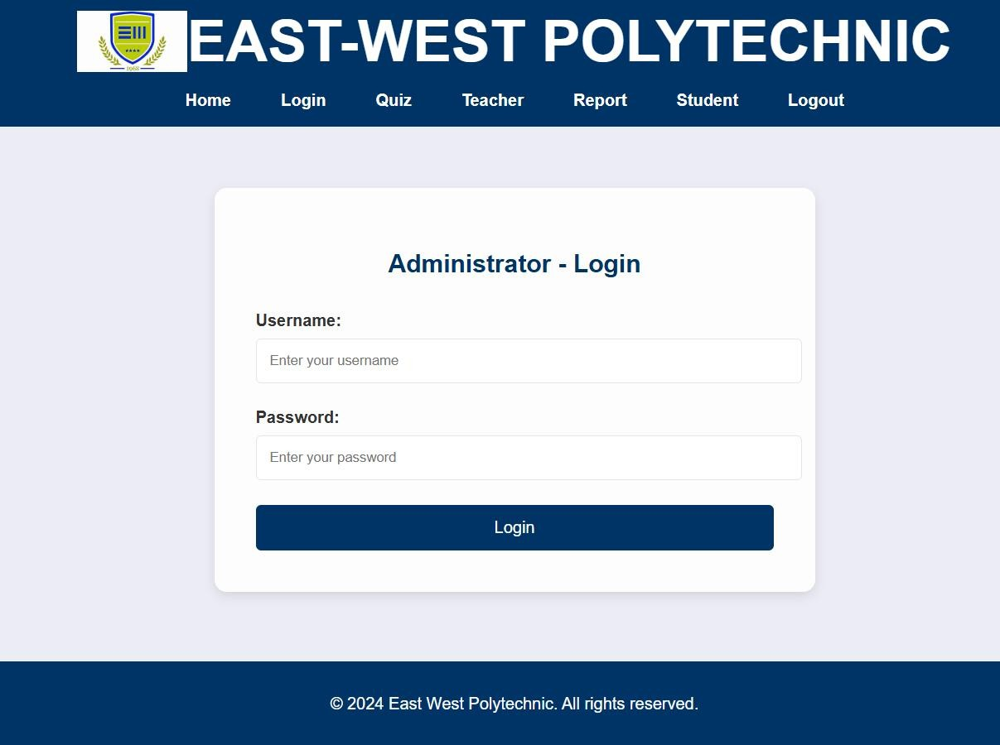 EAST-WEST POLYTECHNIC
1968
Home Login Quiz Teacher Report Student Logout
Administrator - Login
Username:
Enter your username
Password:
Enter your password
Login
© 2024 East West Polytechnic. All rights reserved.